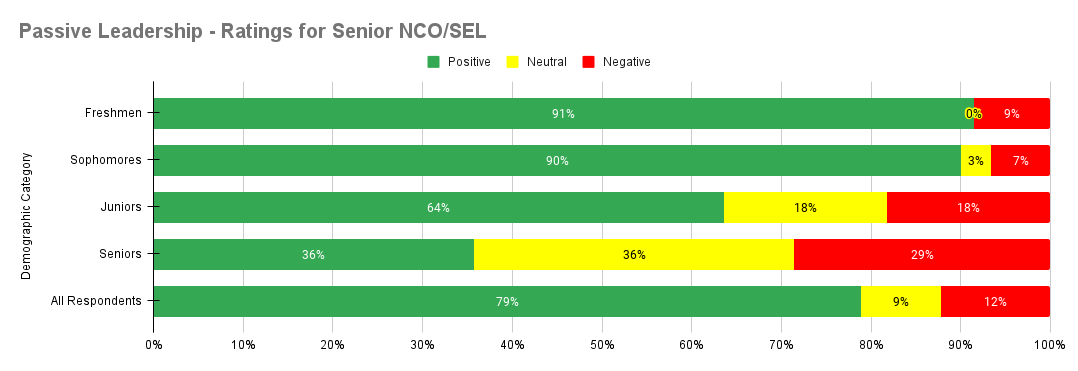 Passive Leadership - Ratings for Senior NCO/SEL
Positive Neutral Negative
Demographic Category
Freshmen 91% 0% 9%
Sophomores 90% 3% 7%
Juniors 64% 18% 18%
Seniors 36% 36% 29%
All Respondents 79% 9% 12%
0% 10% 20% 30% 40% 50% 60% 70% 80% 90% 100%